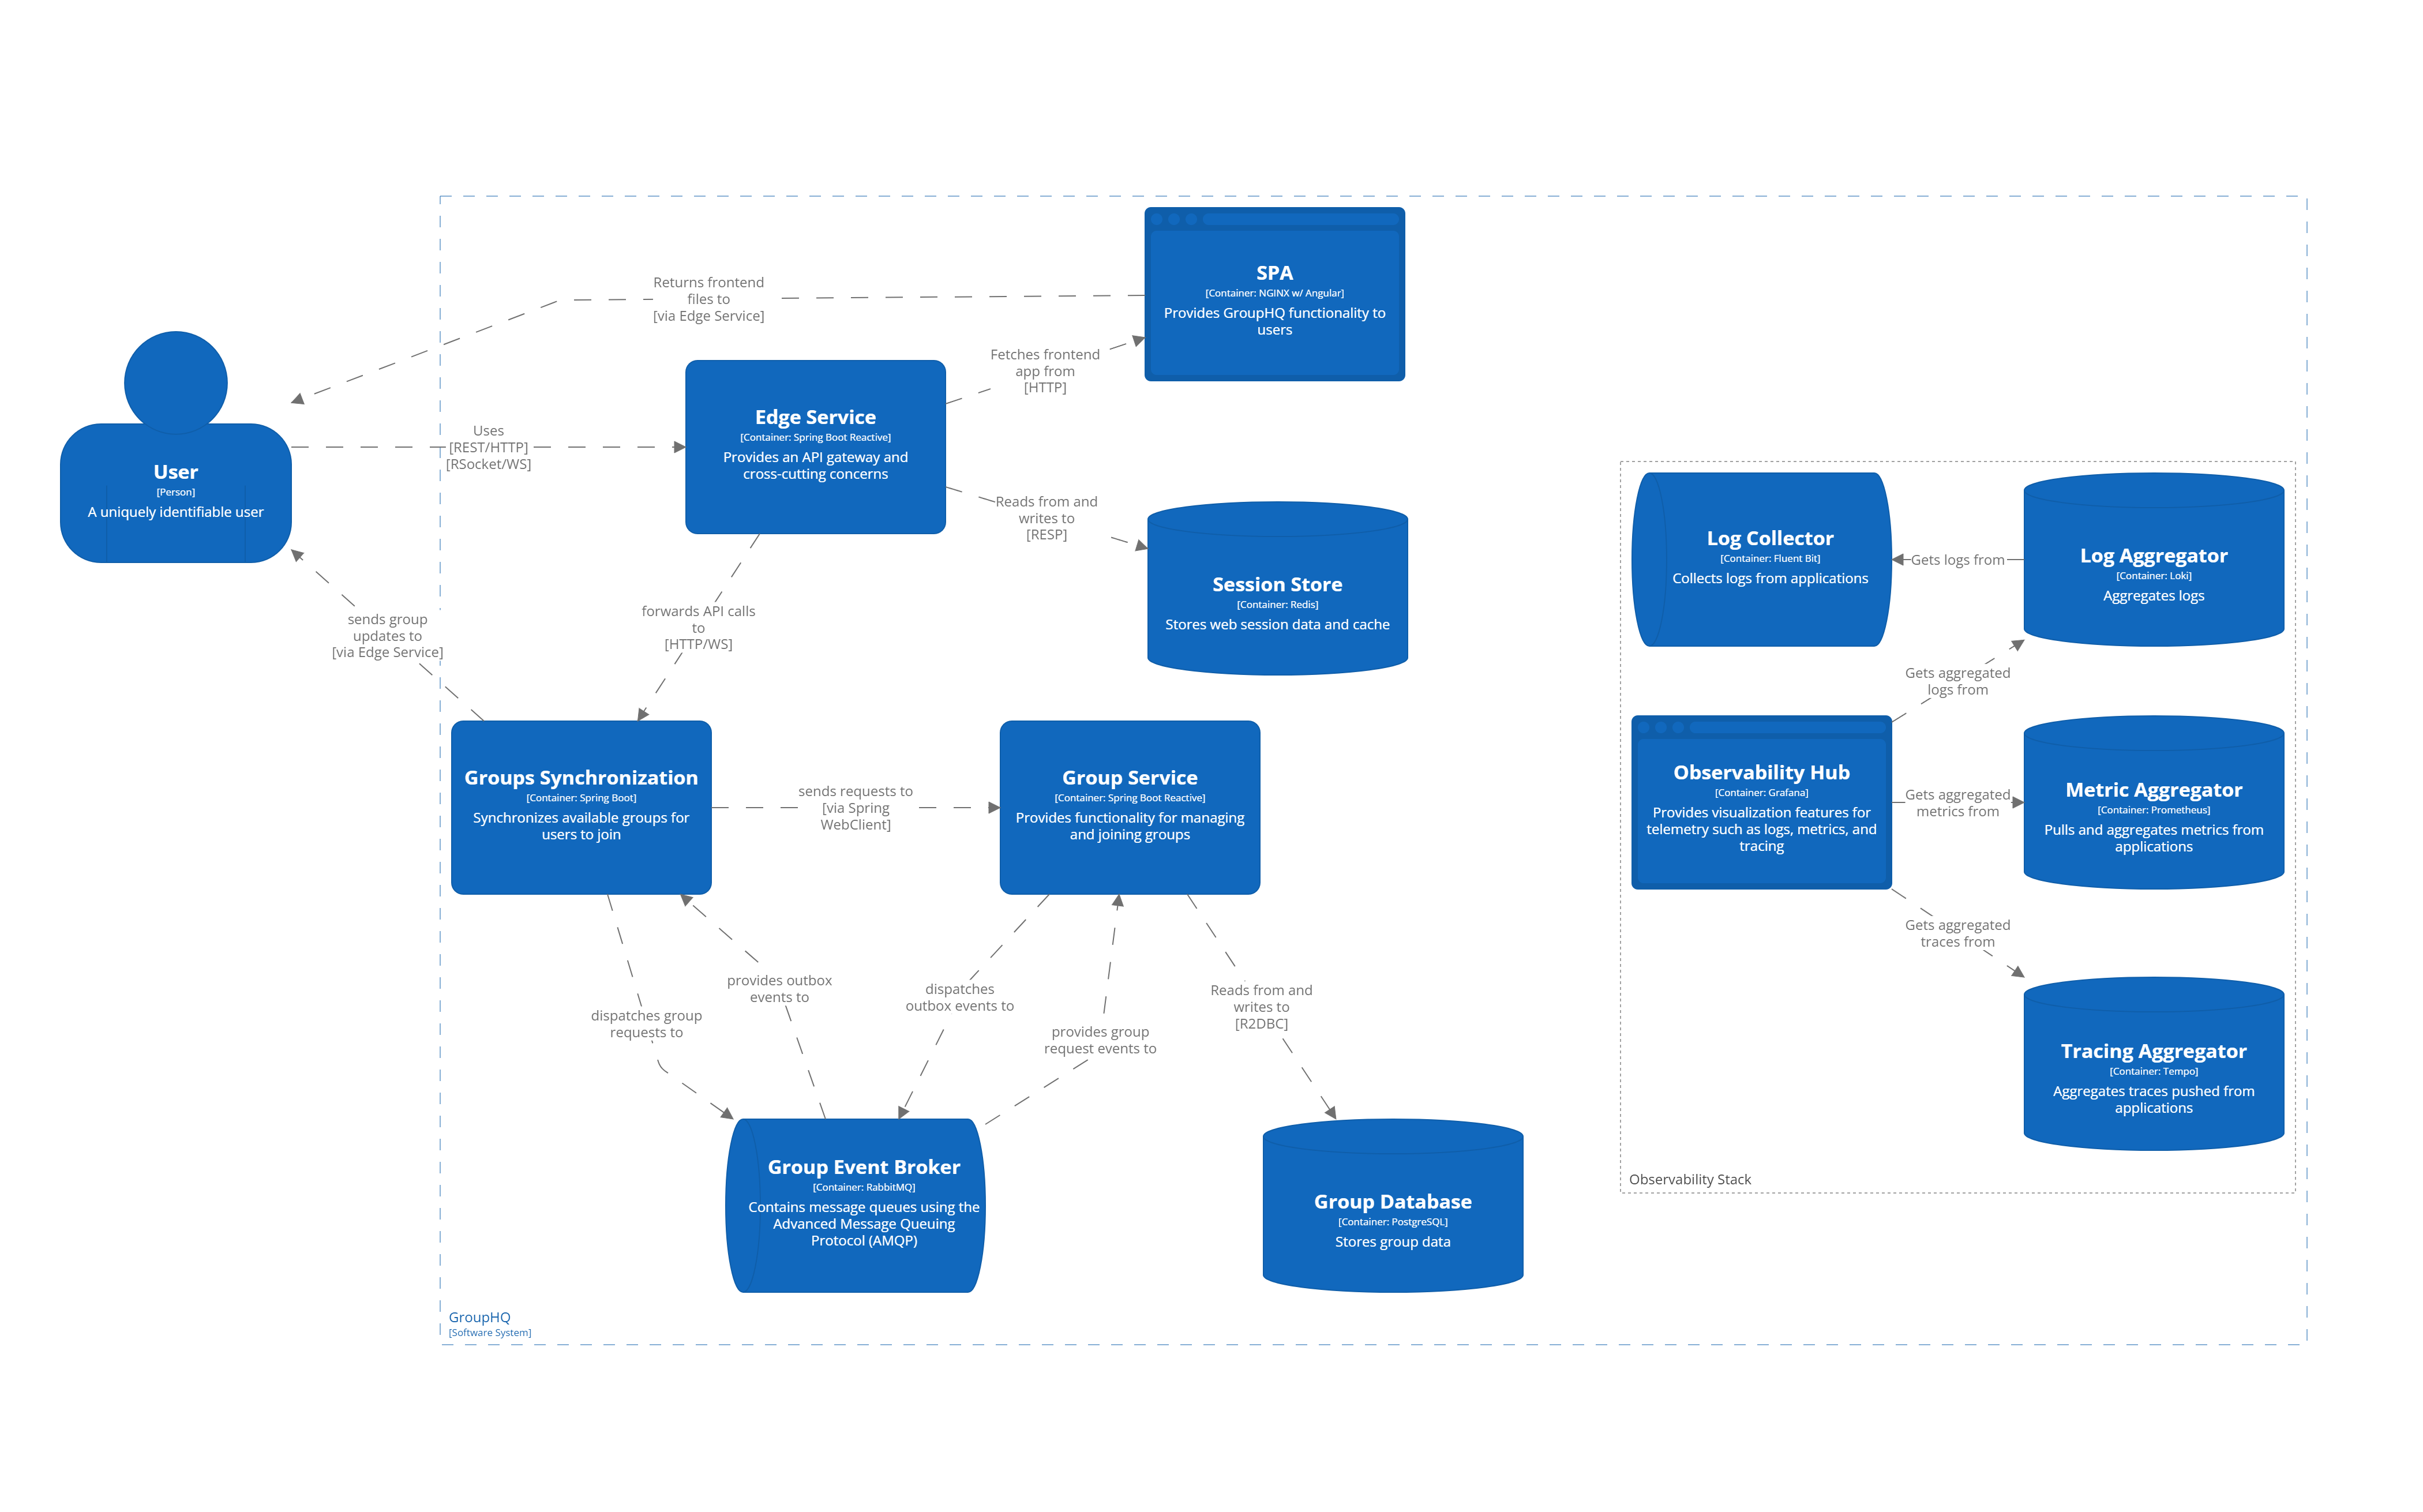 SPA
[Container: NGINX w/ Angular]
Provides GroupHQ functionality to
users
Returns frontend
files to
[via Edge Service]
Fetches frontend
app from
[HTTP]
Edge Service
[Container: Spring Boot Reactive]
Provides an API gateway and
cross-cutting concerns
Uses
[REST/HTTP]
[RSocket/WS]
User
[Person]
A uniquely identifiable user
Reads from and
writes to
[RESP]
Session Store
[Container: Redis]
Stores web session data and cache
forwards API calls
to
[HTTP/WS]
sends group
updates to
[via Edge Service]
Groups Synchronization
[Container: Spring Boot]
Synchronizes available groups for
users to join
sends requests to
[via Spring
WebClient]
Group Service
[Container: Spring Boot Reactive]
Provides functionality for managing
and joining groups
dispatches group
requests to
provides outbox
events to
dispatches
outbox events to
provides group
request events to
Reads from and
writes to
[R2DBC]
Group Event Broker
[Container: RabbitMQ]
Contains message queues using the
Advanced Message Queuing
Protocol (AMQP)
Group Database
[Container: PostgreSQL]
Stores group data
Log Collector
[Container: Fluent Bit]
Collects logs from applications
Gets logs from
Log Aggregator
[Container: Loki]
Aggregates logs
Gets aggregated
logs from
Observability Hub
[Container: Grafana]
Provides visualization features for
telemetry such as logs, metrics, and
tracing
Gets aggregated
metrics from
Metric Aggregator
[Container: Prometheus]
Pulls and aggregates metrics from
applications
Gets aggregated
traces from
Tracing Aggregator
[Container: Tempo]
Aggregates traces pushed from
applications
Observability Stack
GroupHQ
[Software System]